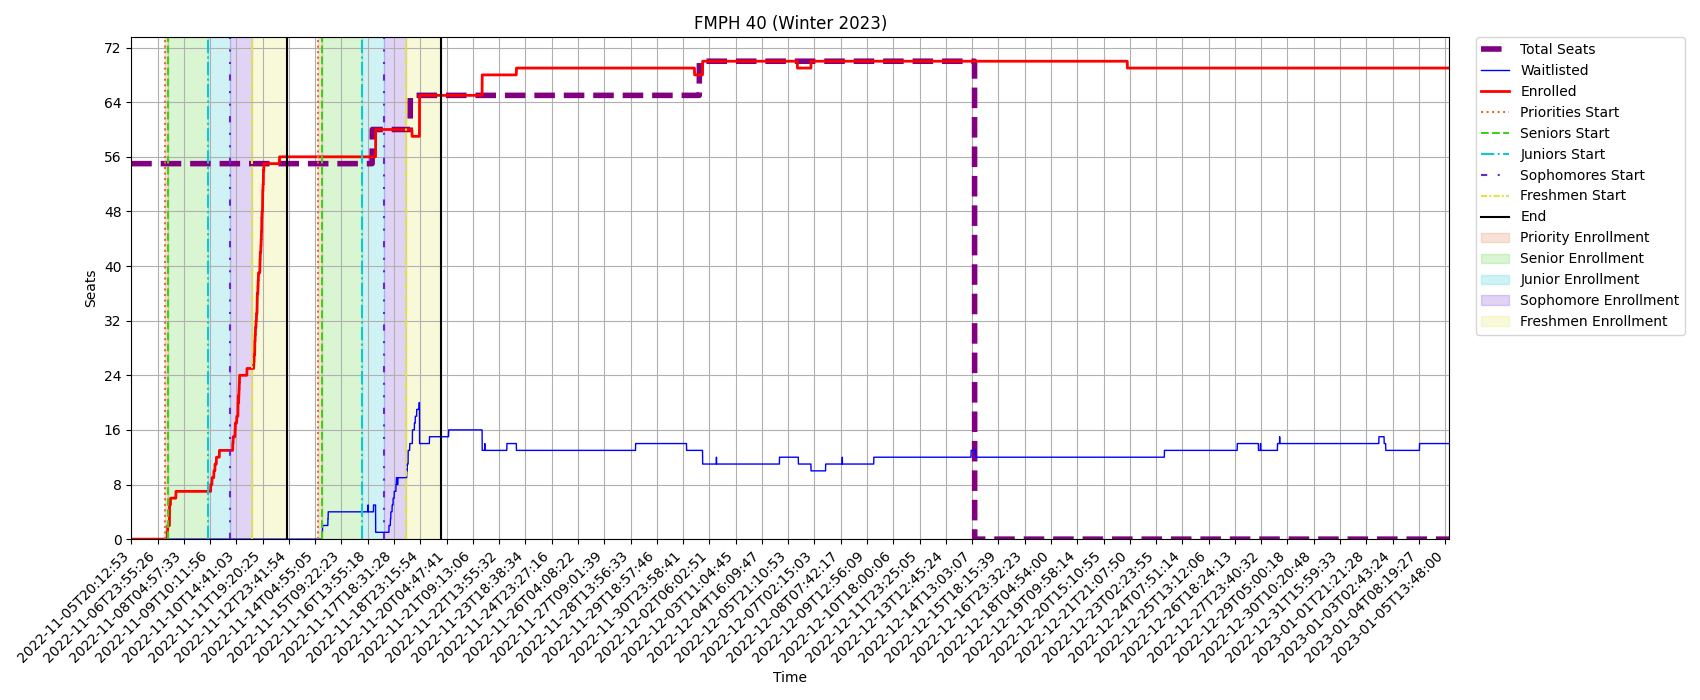 FMPH 40 (Winter 2023)
72
64
56
48
40
32
24
16
8
0
Seats
2022-11-05T20:12:53
2022-11-06T23:55:26
2022-11-08T04:57:33
2022-11-09T10:11:56
2022-11-10T14:41:03
2022-11-11T19:20:23
2022-11-12T23:41:54
2022-11-14T04:55:05
2022-11-15T09:22:23
2022-11-16T13:55:18
2022-11-17T18:31:28
2022-11-18T23:15:54
2022-11-20T04:47:41
2022-11-21T09:13:06
2022-11-22T13:55:32
2022-11-23T18:38:34
2022-11-24T23:27:16
2022-11-26T04:08:22
2022-11-27T09:01:39
2022-11-28T13:56:33
2022-11-29T18:57:46
2022-11-30T23:58:41
2022-12-02T06:02:51
2022-12-03T11:04:45
2022-12-04T16:09:47
2022-12-05T21:10:53
2022-12-07T02:15:03
2022-12-08T07:42:17
2022-12-09T12:56:09
2022-12-10T18:00:06
2022-12-11T23:25:05
2022-12-13T12:45:24
2022-12-14T13:03:07
2022-12-15T18:15:39
2022-12-16T23:32:23
2022-12-18T04:54:00
2022-12-19T09:58:14
2022-12-20T15:10:55
2022-12-21T21:07:50
2022-12-23T02:23:55
2022-12-24T07:51:14
2022-12-25T13:12:06
2022-12-26T18:24:13
2022-12-27T23:40:32
2022-12-29T05:00:18
2022-12-30T10:20:48
2022-12-31T15:59:33
2023-01-01T21:21:28
2023-01-03T02:43:24
2023-01-04T08:19:27
2023-01-05T13:48:00
Time
Total Seats
Waitlisted
Enrolled
Priorities Start
Seniors Start
Juniors Start
Sophomores Start
Freshmen Start
End
Priority Enrollment
Senior Enrollment
Junior Enrollment
Sophomore Enrollment
Freshmen Enrollment